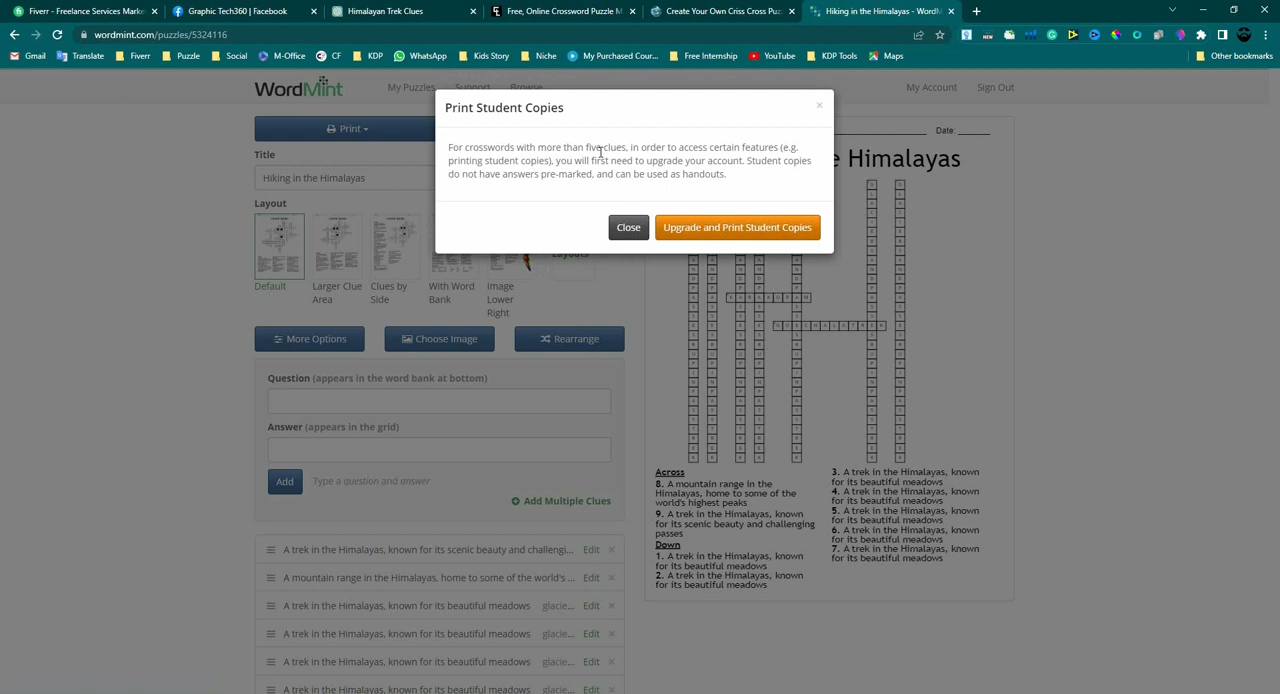 Fiverr - Freelance Services Marke
Graphic Tech360 | Facebook
Himalayan Trek Clues
Free, Online Crossword Puzzle M
Create Your Own Criss Cross Puz
Hiking in the Himalayas - WordM
wordmint.com/puzzles/5324116
Gmail
Translate
Fiverr
Puzzle
Social
M-Office
CF
KDP
WhatsApp
Kids Story
Niche
My Purchased Cour...
Free Internship
YouTube
KDP Tools
Maps
Other bookmarks
WordMint
My Puzzles
Support
Browse
My Account
Sign Out
Print Student Copies
For crosswords with more than five clues, in order to access certain features (e.g.
printing student copies), you will first need to upgrade your account. Student copies
do not have answers pre-marked, and can be used as handouts.
Close
Upgrade and Print Student Copies
Print
Title
Hiking in the Himalayas
Layout
Default
Larger Clue
Area
Clues by
Side
With Word
Bank
Image
Lower
Right
Layouts
More Options
Choose Image
Rearrange
Question (appears in the word bank at bottom)
Answer (appears in the grid)
Add
Type a question and answer
Add Multiple Clues
A trek in the Himalayas, known for its scenic beauty and challengi...
Edit
A mountain range in the Himalayas, home to some of the world's ...
Edit
A trek in the Himalayas, known for its beautiful meadows glacie... Edit
A trek in the Himalayas, known for its beautiful meadows glacie... Edit
A trek in the Himalayas, known for its beautiful meadows glacie... Edit
A trek in the Himalayas, known for its beautiful meadows glacie... Edit
Date:
e Himalayas
KARAKORAM
Across
8. A mountain range in the
Himalayas, home to some of the
world's highest peaks
9. A trek in the Himalayas, known
for its scenic beauty and challenging
passes
Down
1. A trek in the Himalayas, known
for its beautiful meadows
2. A trek in the Himalayas, known
for its beautiful meadows
3. A trek in the Himalayas, known
for its beautiful meadows
4. A trek in the Himalayas, known
for its beautiful meadows
5. A trek in the Himalayas, known
for its beautiful meadows
6. A trek in the Himalayas, known
for its beautiful meadows
7. A trek in the Himalayas, known
for its beautiful meadows